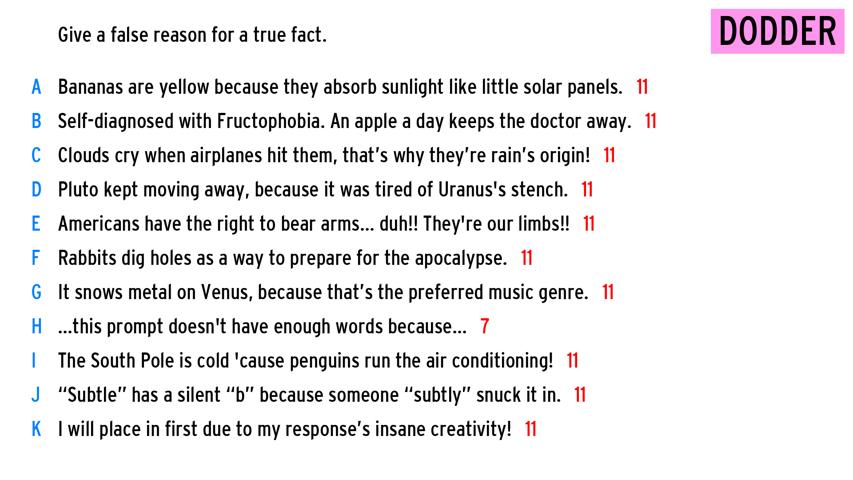 Give a false reason for a true fact.
DODDER
A Bananas are yellow because they absorb sunlight like little solar panels. 11
B Self-diagnosed with Fructophobia. An apple a day keeps the doctor away. 11
C Clouds cry when airplanes hit them, that’s why they’re rain’s origin! 11
D Pluto kept moving away, because it was tired of Uranus's stench. 11
E Americans have the right to bear arms... duh!! They're our limbs!! 11
F Rabbits dig holes as a way to prepare for the apocalypse. 11
G It snows metal on Venus, because that’s the preferred music genre. 11
H ...this prompt doesn't have enough words because... 7
I The South Pole is cold 'cause penguins run the air conditioning! 11
J “Subtle” has a silent “b” because someone “subtly” snuck it in. 11
K I will place in first due to my response’s insane creativity! 11